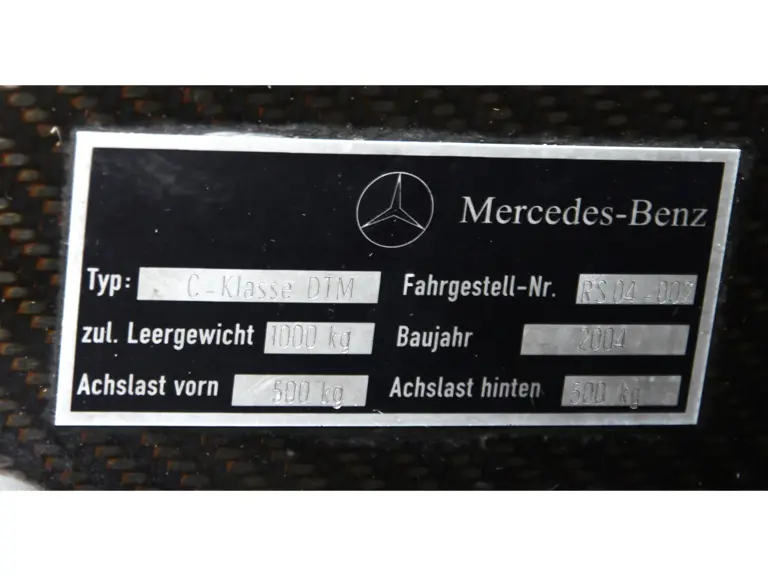 Mercedes-Benz
Typ: C-Klasse DTM Fahrgestell-Nr. RS04-002
zul. Leergewicht 1000 kg Baujahr 2004
Achslast vorn 500 kg Achslast hinten 500 kg